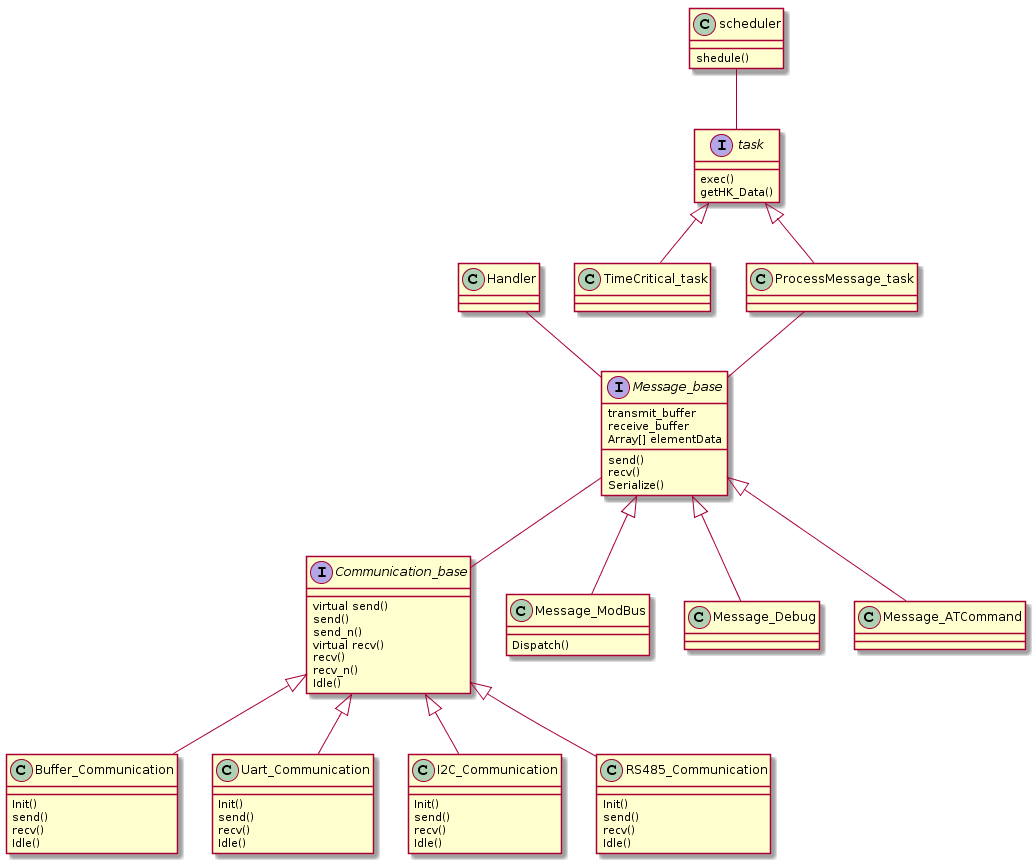 C scheduler
shedule()
I task
exec()
getHK_Data()
C Handler
C TimeCritical_task
C ProcessMessage_task
I Message_base
transmit_buffer
receive_buffer
Array[] elementData
send()
recv()
Serialize()
I Communication_base
virtual send()
send()
send_n()
virtual recv()
recv()
recv_n()
Idle()
C Message_ModBus
Dispatch()
C Message_Debug
C Message_ATCommand
C Buffer_Communication
Init()
send()
recv()
Idle()
C Uart_Communication
Init()
send()
recv()
Idle()
C I2C_Communication
Init()
send()
recv()
Idle()
C RS485_Communication
Init()
send()
recv()
Idle()